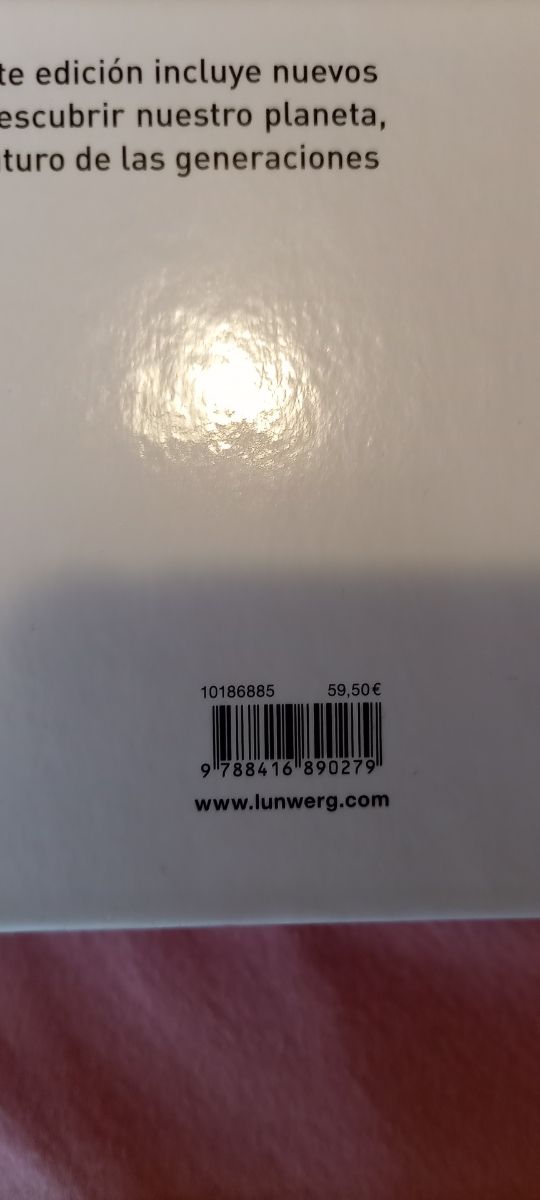 te edición incluye nuevos
escubrir nuestro planeta,
turo de las generaciones
10186885 59,50€
9 788416 890279
www.lunwerg.com